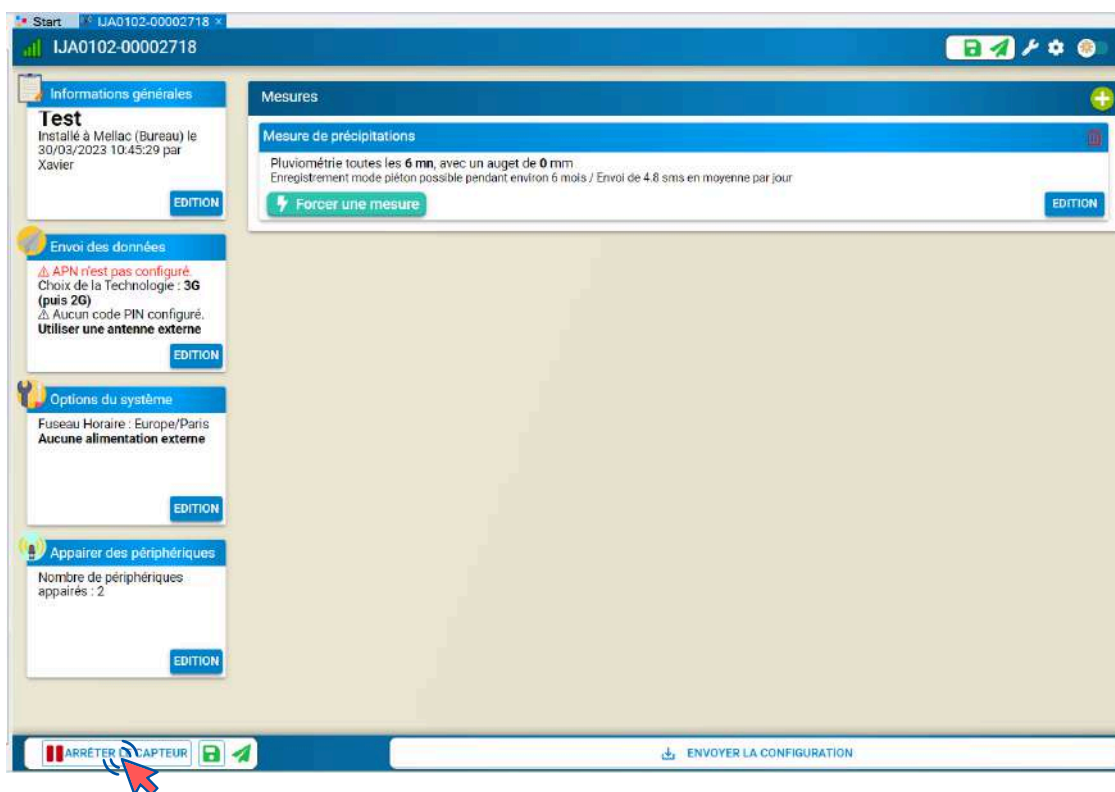 Start
IJA0102-00002718 ×
IJA0102-00002718
Informations générales
Test
Installé à Mellac (Bureau) le
30/03/2023 10:45:29 par
Xavier
EDITION
Envoi des données
⚠ APN n'est pas configuré.
Choix de la Technologie : 3G
(puis 2G)
⚠ Aucun code PIN configuré.
Utiliser une antenne externe
EDITION
Options du système
Fuseau Horaire : Europe/Paris
Aucune alimentation externe
EDITION
Appairer des périphériques
Nombre de périphériques
appairés : 2
EDITION
Mesures
Mesure de précipitations
Pluviométrie toutes les 6 mn, avec un auget de 0 mm
Enregistrement mode piéton possible pendant environ 6 mois / Envoi de 4.8 sms en moyenne par jour
Forcer une mesure
EDITION
ARRÊTER LE CAPTEUR
ENVOYER LA CONFIGURATION